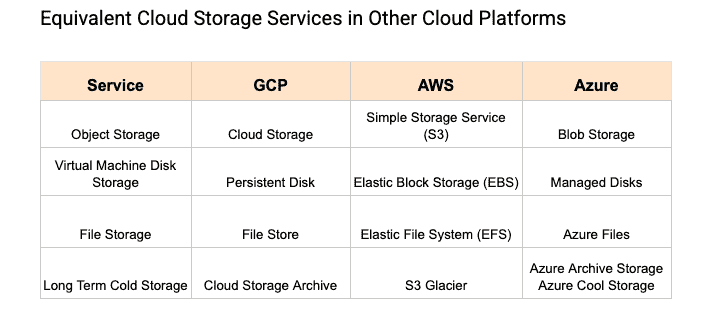 Equivalent Cloud Storage Services in Other Cloud Platforms
Service GCP AWS Azure
Object Storage Cloud Storage Simple Storage Service
(S3) Blob Storage
Virtual Machine Disk
Storage Persistent Disk Elastic Block Storage (EBS) Managed Disks
File Storage File Store Elastic File System (EFS) Azure Files
Long Term Cold Storage Cloud Storage Archive S3 Glacier Azure Archive Storage
Azure Cool Storage